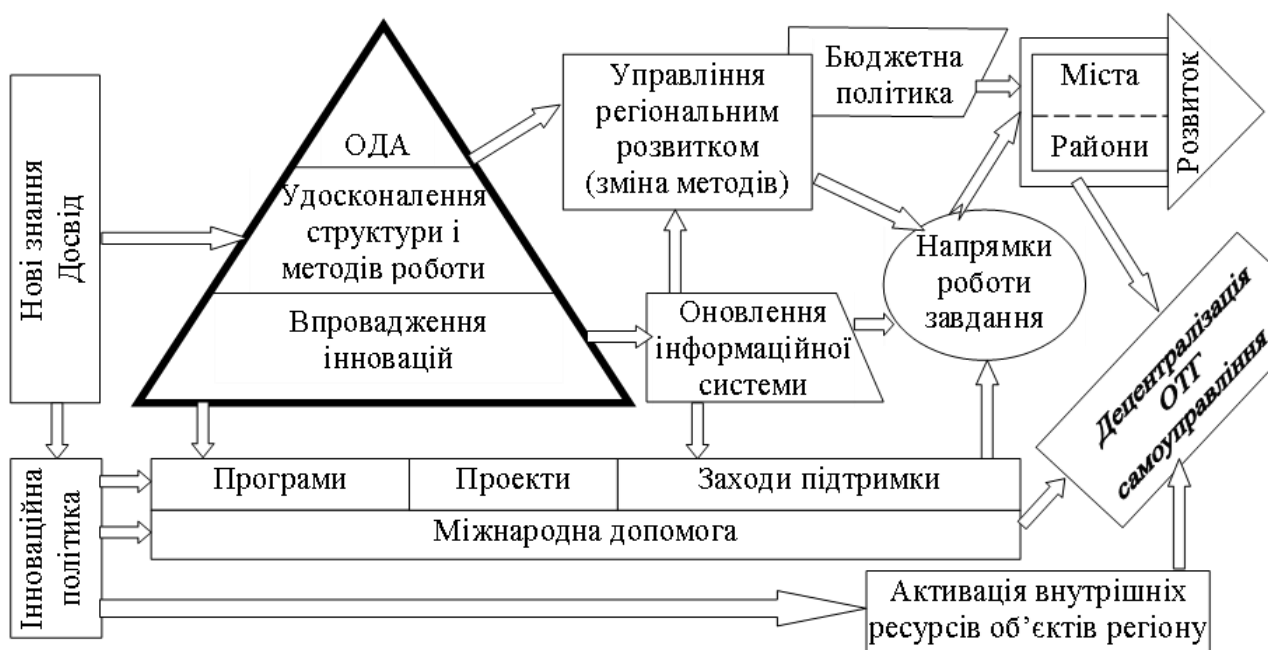 Нові знання
Досвід
ОДА
Удосконалення
структури і
методів роботи
Впровадження
інновацій
Управління
регіональним
розвитком
(зміна методів)
Бюджетна
політика
Міста
Райони
Розвиток
Оновлення
інформаційної
системи
Напрямки
роботи
завдання
Децентралізація
ОТГ
самоуправління
Інноваційна
політика
Програми
Проекти
Заходи підтримки
Міжнародна допомога
Активація внутрішніх
ресурсів об’єктів регіону